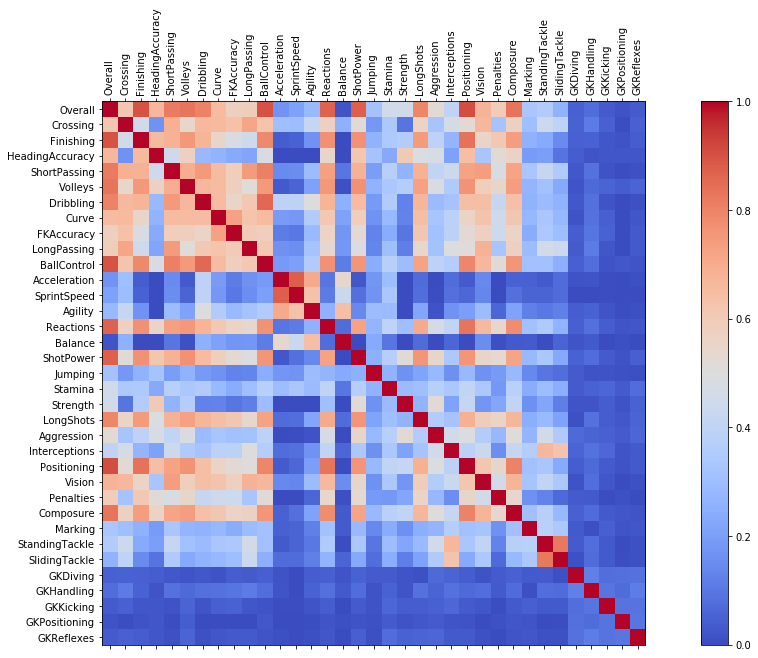 Overall
Crossing
Finishing
HeadingAccuracy
ShortPassing
Volleys
Dribbling
Curve
FKAccuracy
LongPassing
BallControl
Acceleration
SprintSpeed
Agility
Reactions
Balance
ShotPower
Jumping
Stamina
Strength
LongShots
Aggression
Interceptions
Positioning
Vision
Penalties
Composure
Marking
StandingTackle
SlidingTackle
GKDiving
GKHandling
GKKicking
GKPositioning
GKReflexes
Overall
Crossing
Finishing
HeadingAccuracy
ShortPassing
Volleys
Dribbling
Curve
FKAccuracy
LongPassing
BallControl
Acceleration
SprintSpeed
Agility
Reactions
Balance
ShotPower
Jumping
Stamina
Strength
LongShots
Aggression
Interceptions
Positioning
Vision
Penalties
Composure
Marking
StandingTackle
SlidingTackle
GKDiving
GKHandling
GKKicking
GKPositioning
GKReflexes
1.0
0.8
0.6
0.4
0.2
0.0